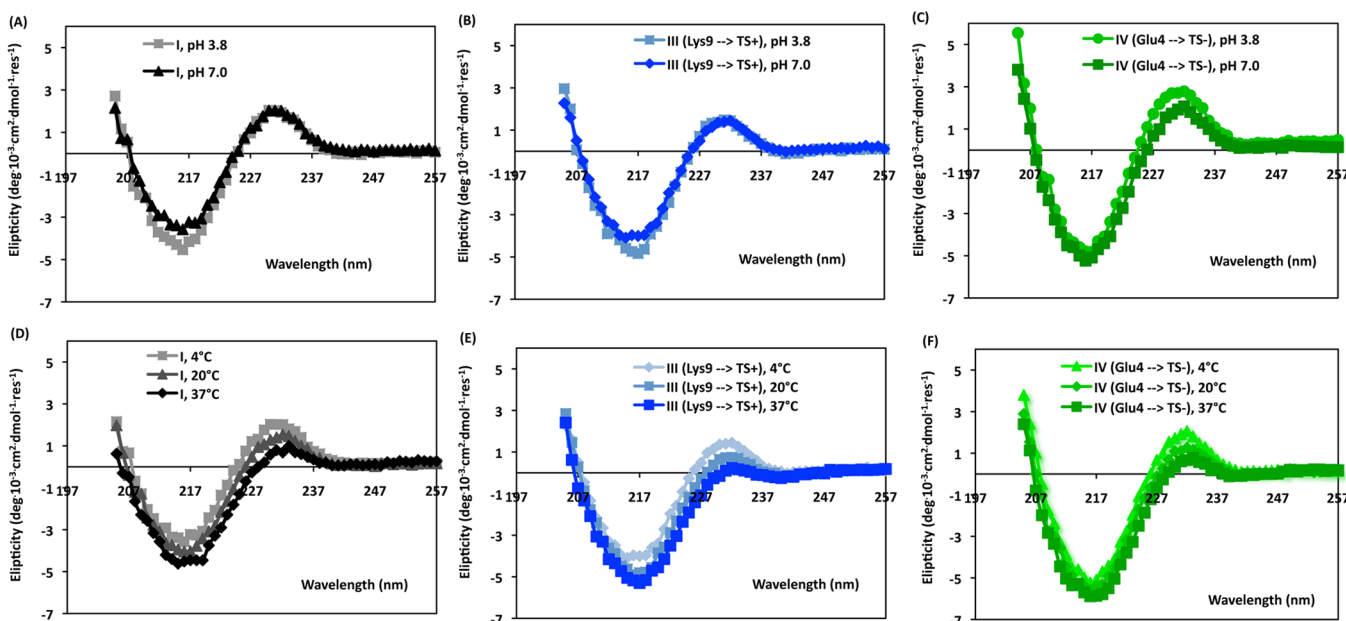 (A)
I, pH 3.8
I, pH 7.0
Elipticity (deg·10⁻³·cm²·dmol⁻¹·res⁻¹)
5
3
1
-1
-3
-5
-7
197 207 217 227 237 247 257
Wavelength (nm)
(B)
III (Lys9 --> TS+), pH 3.8
III (Lys9 --> TS+), pH 7.0
Elipticity (deg·10⁻³·cm²·dmol⁻¹·res⁻¹)
5
3
1
-1
-3
-5
-7
197 207 217 227 237 247 257
Wavelength (nm)
(C)
IV (Glu4 --> TS-), pH 3.8
IV (Glu4 --> TS-), pH 7.0
Elipticity (deg·10⁻³·cm²·dmol⁻¹·res⁻¹)
5
3
1
-1
-3
-5
-7
197 207 217 227 237 247 257
Wavelength (nm)
(D)
I, 4°C
I, 20°C
I, 37°C
Elipticity (deg·10⁻³·cm²·dmol⁻¹·res⁻¹)
5
3
1
-1
-3
-5
-7
197 207 217 227 237 247 257
Wavelength (nm)
(E)
III (Lys9 --> TS+), 4°C
III (Lys9 --> TS+), 20°C
III (Lys9 --> TS+), 37°C
Elipticity (deg·10⁻³·cm²·dmol⁻¹·res⁻¹)
5
3
1
-1
-3
-5
-7
197 207 217 227 237 247 257
Wavelength (nm)
(F)
IV (Glu4 --> TS-), 4°C
IV (Glu4 --> TS-), 20°C
IV (Glu4 --> TS-), 37°C
Elipticity (deg·10⁻³·cm²·dmol⁻¹·res⁻¹)
5
3
1
-1
-3
-5
-7
197 207 217 227 237 247 257
Wavelength (nm)